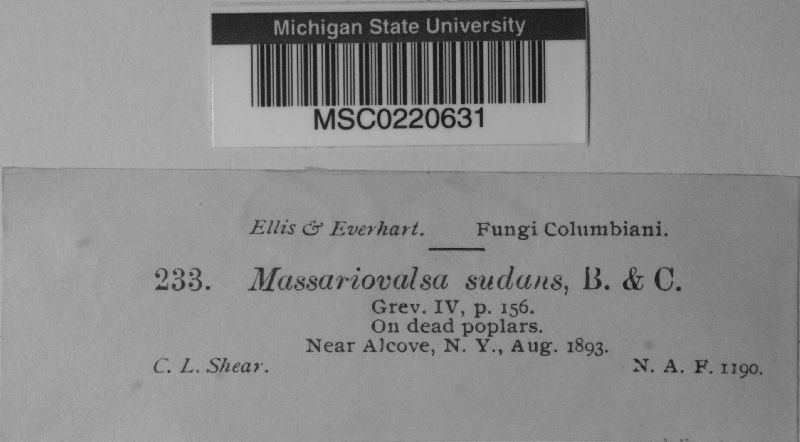 Michigan State University
MSC0220631
Ellis & Everhart. Fungi Columbiani.
233. Massariovalsa sudans, B. & C.
Grev. IV, p. 156.
On dead poplars.
Near Alcove, N. Y., Aug. 1893.
C. L. Shear. N. A. F. 1190.